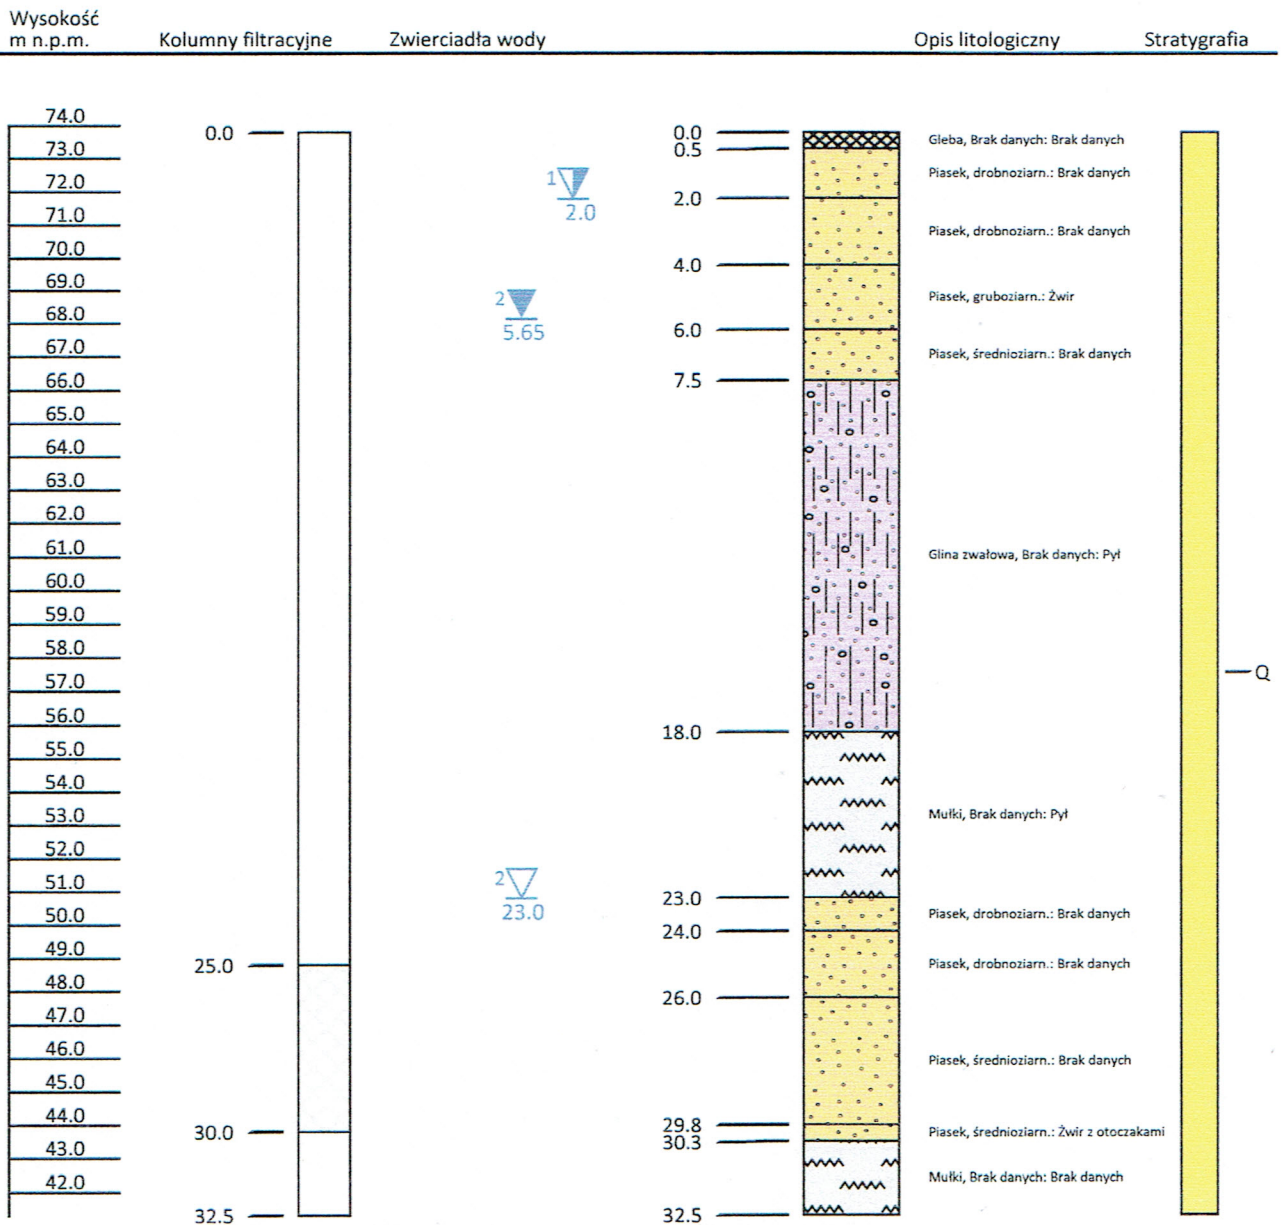 Wysokość
m n.p.m. Kolumny filtracyjne Zwierciadła wody Opis litologiczny Stratygrafia
74.0
0.0 0.0 Gleba, Brak danych: Brak danych
73.0 0.5
72.0 1 Piasek, drobnoziarn.: Brak danych
2.0 2.0
71.0
70.0 Piasek, drobnoziarn.: Brak danych
4.0
69.0 2 Piasek, gruboziarn.: Żwir
68.0 5.65 6.0
67.0 Piasek, średnioziarn.: Brak danych
66.0 7.5
65.0
64.0
63.0
62.0
61.0 Glina zwałowa, Brak danych: Pył
60.0
59.0
58.0
57.0 Q
56.0 18.0
55.0
54.0
53.0 Mułki, Brak danych: Pył
52.0
51.0 2 23.0
50.0 23.0 Piasek, drobnoziarn.: Brak danych
24.0
49.0 25.0 Piasek, drobnoziarn.: Brak danych
48.0 26.0
47.0
46.0 Piasek, średnioziarn.: Brak danych
45.0
44.0 29.8
30.0 Piasek, średnioziarn.: Żwir z otoczakami
43.0 30.3
42.0 Mułki, Brak danych: Brak danych
32.5 32.5